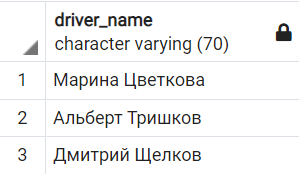 driver_name
character varying (70)
1 Марина Цветкова
2 Альберт Тришков
3 Дмитрий Щелков